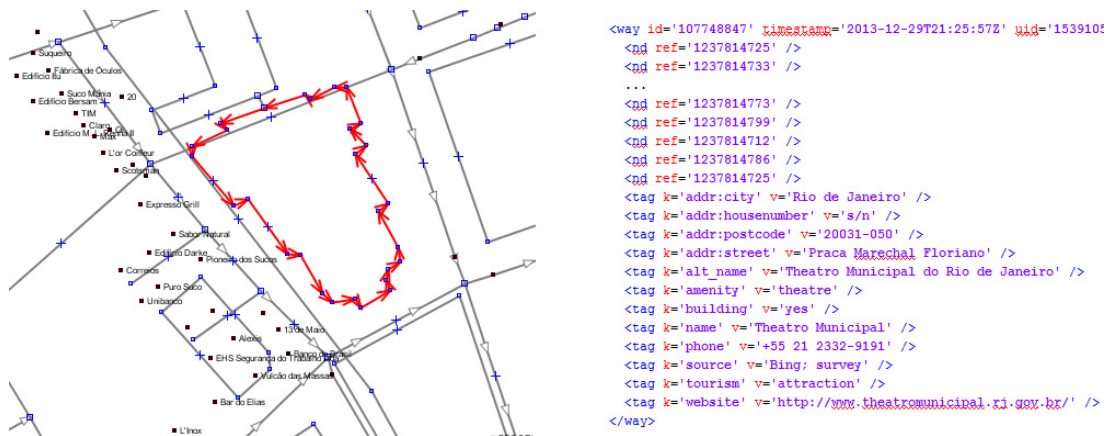 Suqueiro
Fábrica de Óculos
Edifício Itu
Suco Mania
20
Edifício Bersam
TIM
Claro
Oi
Edifício M.
Max
L'or Coifeur
Scotsman
Expresso Grill
Sabor Natural
Edifício Darke
Pioneira dos Sucos
Correios
Puro Suco
Unibanco
13 de Maio
Alexis
Banco do Brasil
EHS Segurança do Trabalho
Vulcão das Massas
Bar do Elias
L'Inox
<way id='107748847' timestamp='2013-12-29T21:25:57Z' uid='1539105
<nd ref='1237814725' />
<nd ref='1237814733' />
...
<nd ref='1237814773' />
<nd ref='1237814799' />
<nd ref='1237814712' />
<nd ref='1237814786' />
<nd ref='1237814725' />
<tag k='addr:city' v='Rio de Janeiro' />
<tag k='addr:housenumber' v='s/n' />
<tag k='addr:postcode' v='20031-050' />
<tag k='addr:street' v='Praca Marechal Floriano' />
<tag k='alt_name' v='Theatro Municipal do Rio de Janeiro' />
<tag k='amenity' v='theatre' />
<tag k='building' v='yes' />
<tag k='name' v='Theatro Municipal' />
<tag k='phone' v='+55 21 2332-9191' />
<tag k='source' v='Bing; survey' />
<tag k='tourism' v='attraction' />
<tag k='website' v='http://www.theatromunicipal.rj.gov.br/' />
</way>